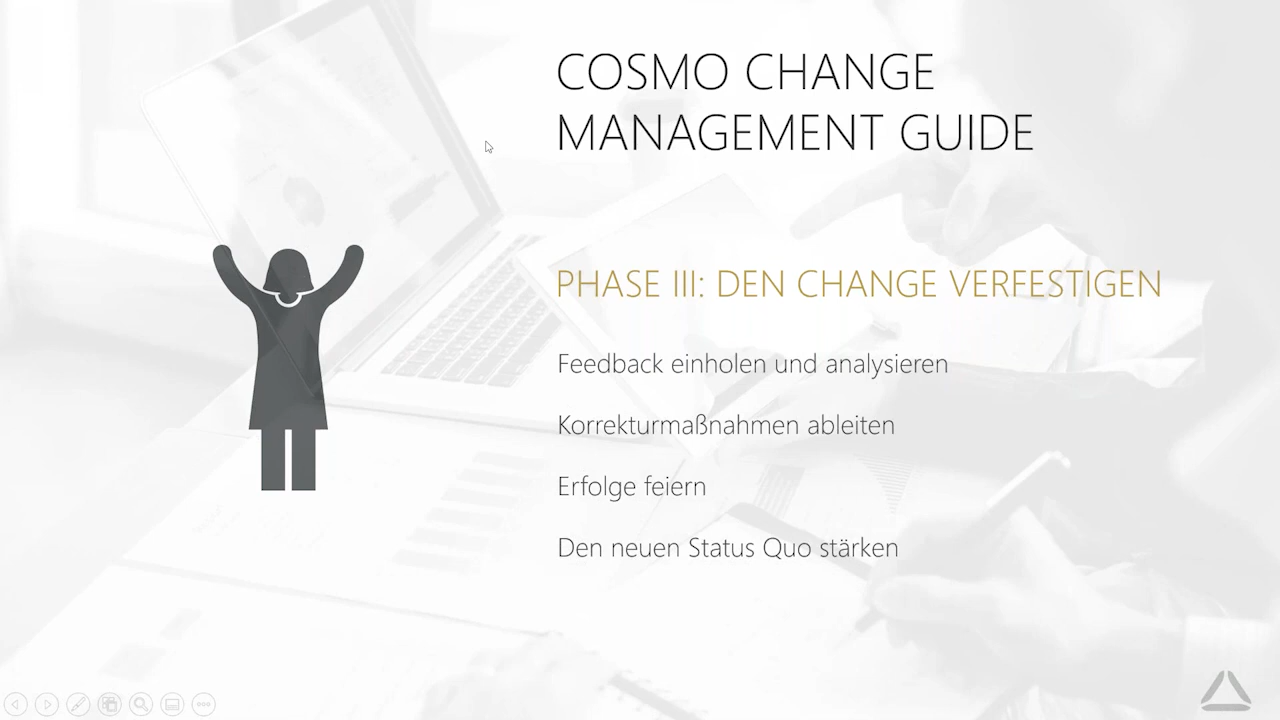 COSMO CHANGE
MANAGEMENT GUIDE
PHASE III: DEN CHANGE VERFESTIGEN
Feedback einholen und analysieren
Korrekturmaßnahmen ableiten
Erfolge feiern
Den neuen Status Quo stärken